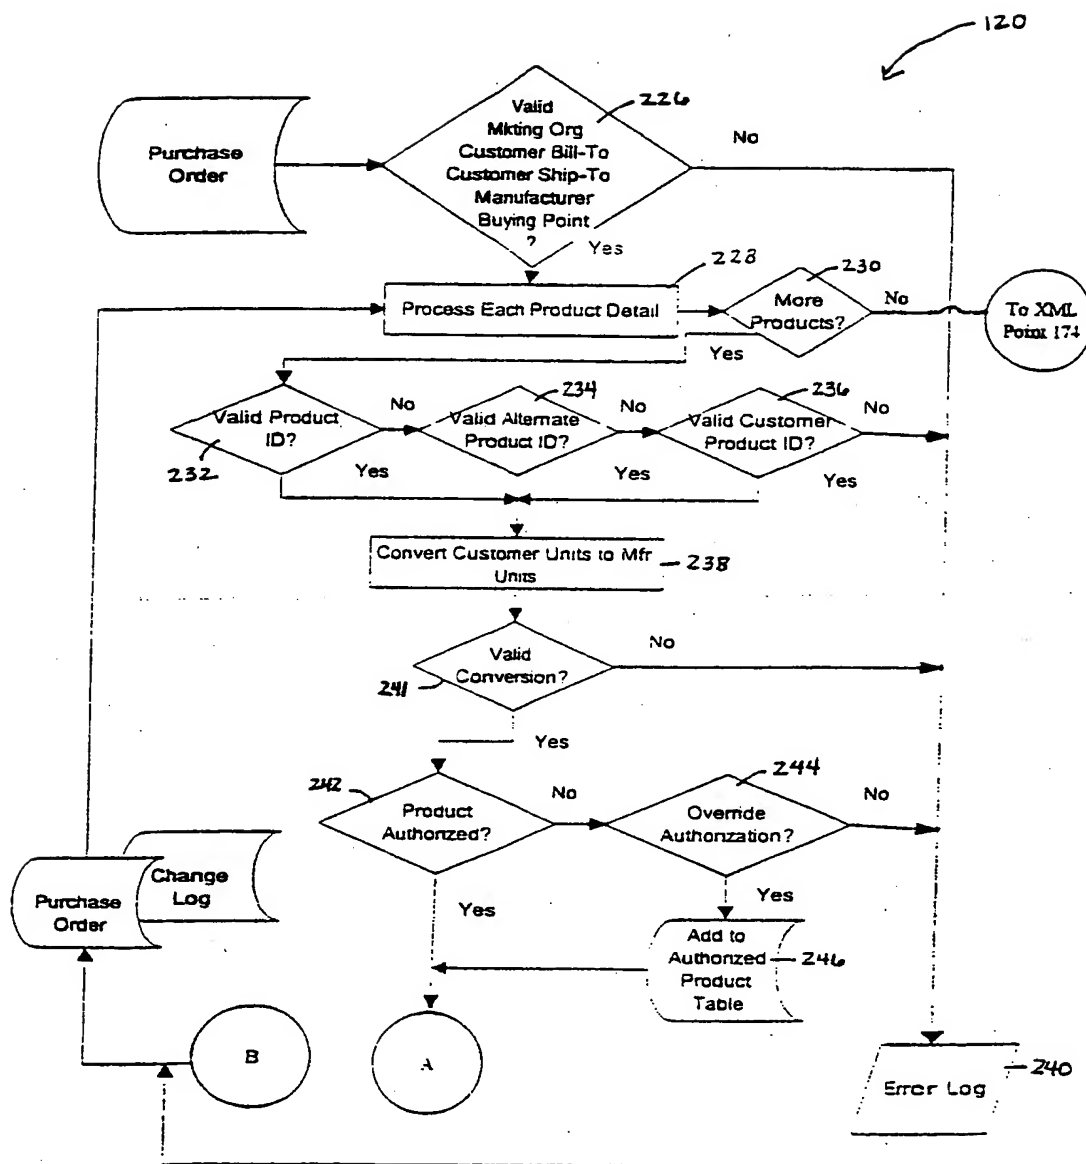 120
Valid
Mkting Org
Customer Bill-To
Customer Ship-To
Manufacturer
Buying Point
?
226
No
Purchase
Order
Yes
228
Process Each Product Detail
230
More
Products?
No
To XML
Point 174
Yes
Valid Product
ID?
232
No
234
Valid Alternate
Product ID?
No
236
Valid Customer
Product ID?
No
Yes
Yes
Yes
Convert Customer Units to Mfr
Units
238
Valid
Conversion?
241
No
Yes
242
Product
Authorized?
No
244
Override
Authorization?
No
Change
Log
Purchase
Order
Yes
Yes
Add to
Authorized
Product
Table
246
B
A
Error Log
240